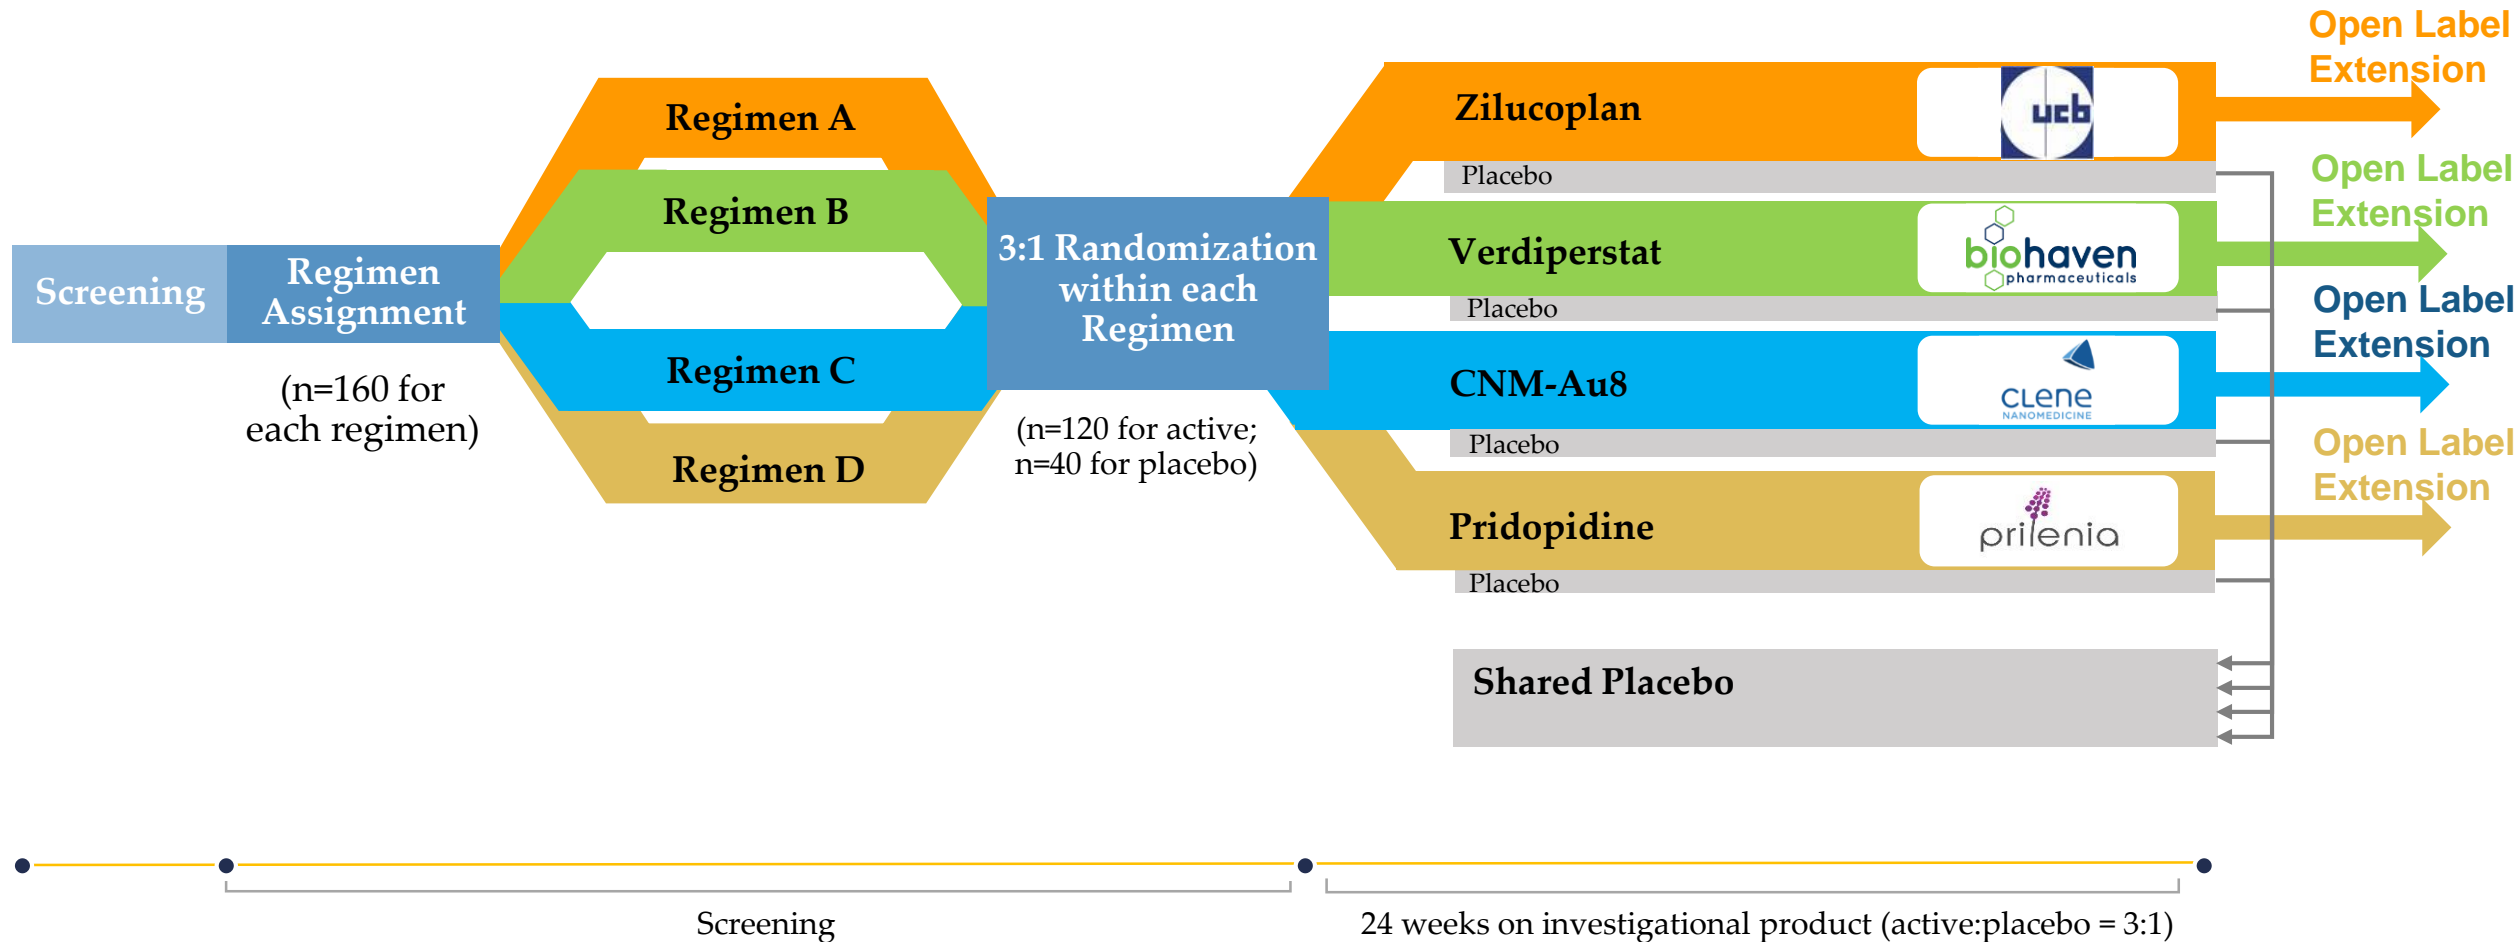 Screening
Regimen
Assignment
(n=160 for
each regimen)
Regimen A
Regimen B
Regimen C
Regimen D
3:1 Randomization
within each
Regimen
(n=120 for active;
n=40 for placebo)
Zilucoplan
ucb
Placebo
Open Label
Extension
Verdiperstat
biohaven
pharmaceuticals
Placebo
Open Label
Extension
CNM-Au8
CLENE
NANOMEDICINE
Placebo
Open Label
Extension
Pridopidine
prilenia
Placebo
Open Label
Extension
Shared Placebo
Screening
24 weeks on investigational product (active:placebo = 3:1)